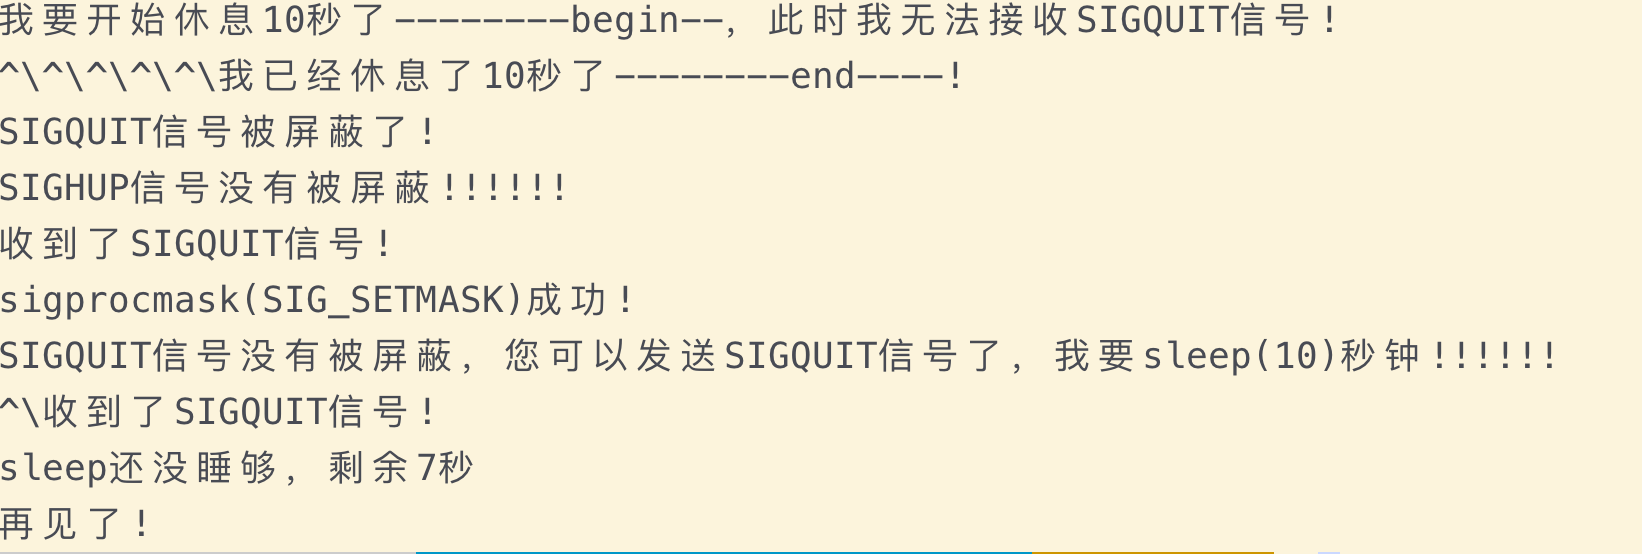 我要开始休息10秒了--------begin--，此时我无法接收SIGQUIT信号!
^\^\^\^\^\我已经休息了10秒了--------end----!
SIGQUIT信号被屏蔽了!
SIGHUP信号没有被屏蔽!!!!!!
收到了SIGQUIT信号!
sigprocmask(SIG_SETMASK)成功!
SIGQUIT信号没有被屏蔽，您可以发送SIGQUIT信号了，我要sleep(10)秒钟!!!!!!
^\收到了SIGQUIT信号!
sleep还没睡够，剩余7秒
再见了!